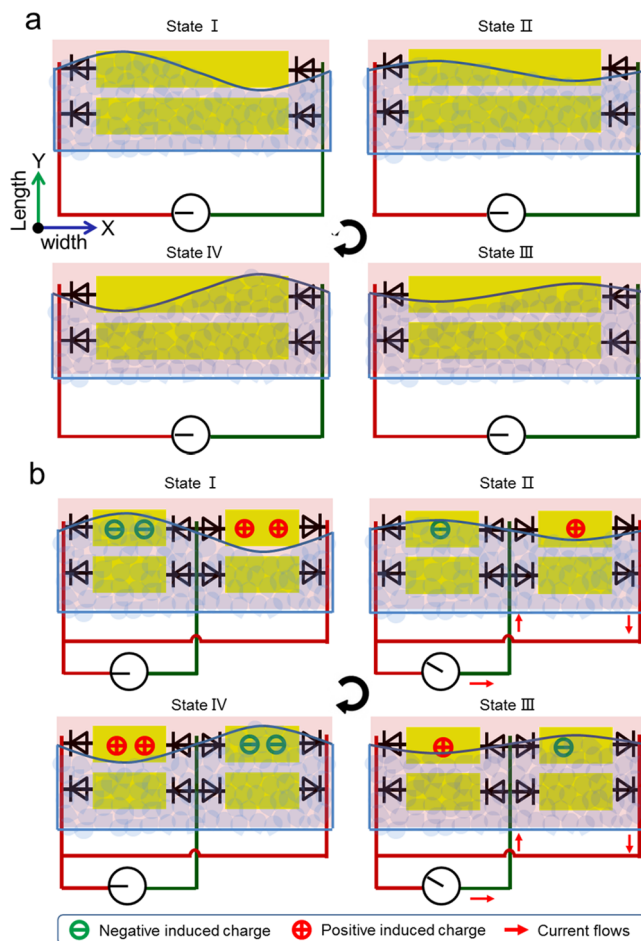 a
State Ⅰ
State Ⅱ
Y
Length
X
width
State Ⅳ
State Ⅲ
b
State Ⅰ
State Ⅱ
State Ⅳ
State Ⅲ
Negative induced charge
Positive induced charge
Current flows